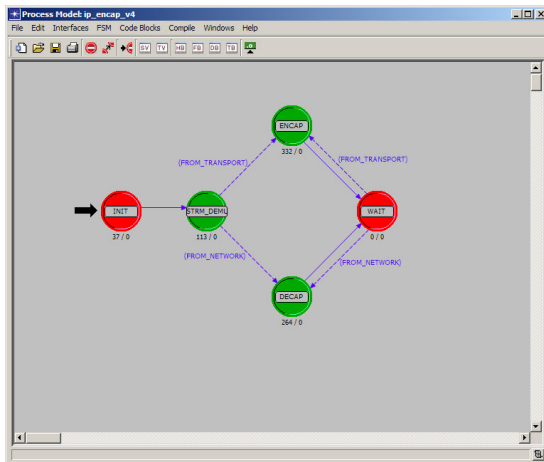 Process Model: ip_encap_v4
File Edit Interfaces FSM Code Blocks Compile Windows Help
SV TV HB FB DB TB
ENCAP
332 / 0
(FROM_TRANSPORT)
(FROM_TRANSPORT)
INIT
STRM_DEML
WAIT
37 / 0
113 / 0
0 / 0
(FROM_NETWORK)
(FROM_NETWORK)
DECAP
264 / 0